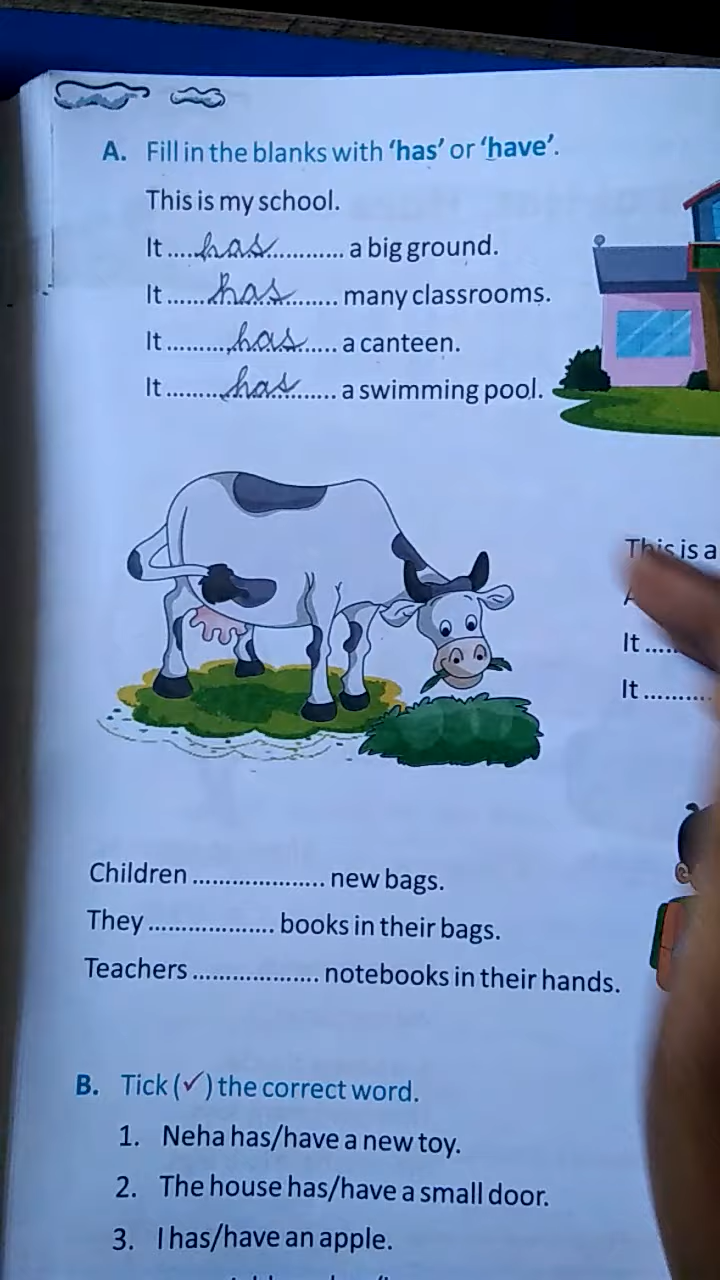 A. Fill in the blanks with ‘has’ or ‘have’.
This is my school.
It .....has............. a big ground.
It ......has......... many classrooms.
It ..........has...... a canteen.
It .........has......... a swimming pool.
This is a
It .....
It ..........
Children ..................... new bags.
They .................... books in their bags.
Teachers .................... notebooks in their hands.
B. Tick (✓) the correct word.
1. Neha has/have a new toy.
2. The house has/have a small door.
3. I has/have an apple.